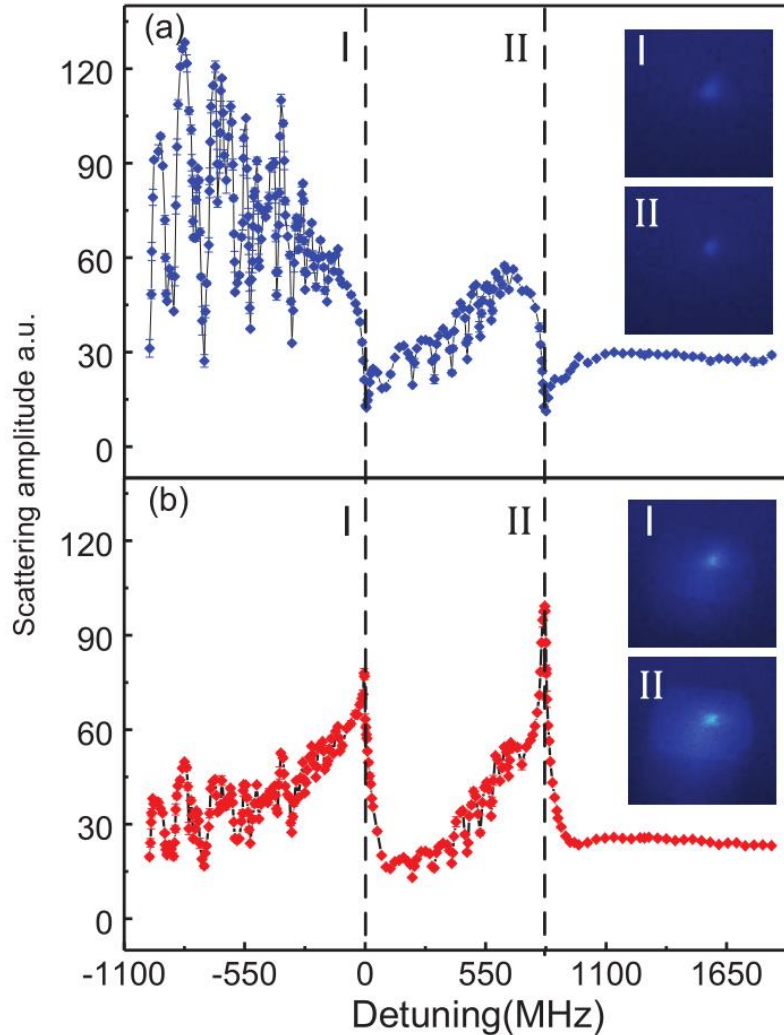 (a)
I
II
I
II
120
90
60
30
0
Scattering amplitude a.u.
(b)
I
II
I
II
120
90
60
30
0
-1100 -550 0 550 1100 1650
Detuning(MHz)